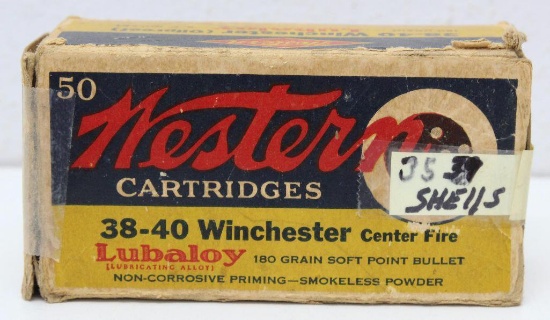 50
Western
CARTRIDGES
35 39
SHEllS
38-40 Winchester Center Fire
Lubaloy 180 GRAIN SOFT POINT BULLET
[LUBRICATING ALLOY]
NON-CORROSIVE PRIMING—SMOKELESS POWDER